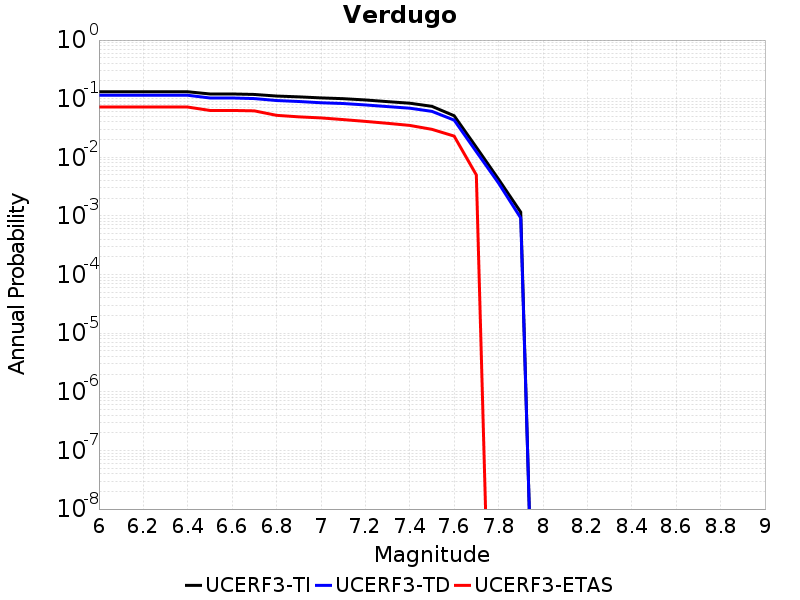 Verdugo
Annual Probability
10^0
10^-1
10^-2
10^-3
10^-4
10^-5
10^-6
10^-7
10^-8
6 6.2 6.4 6.6 6.8 7 7.2 7.4 7.6 7.8 8 8.2 8.4 8.6 8.8 9
Magnitude
UCERF3-TI UCERF3-TD UCERF3-ETAS